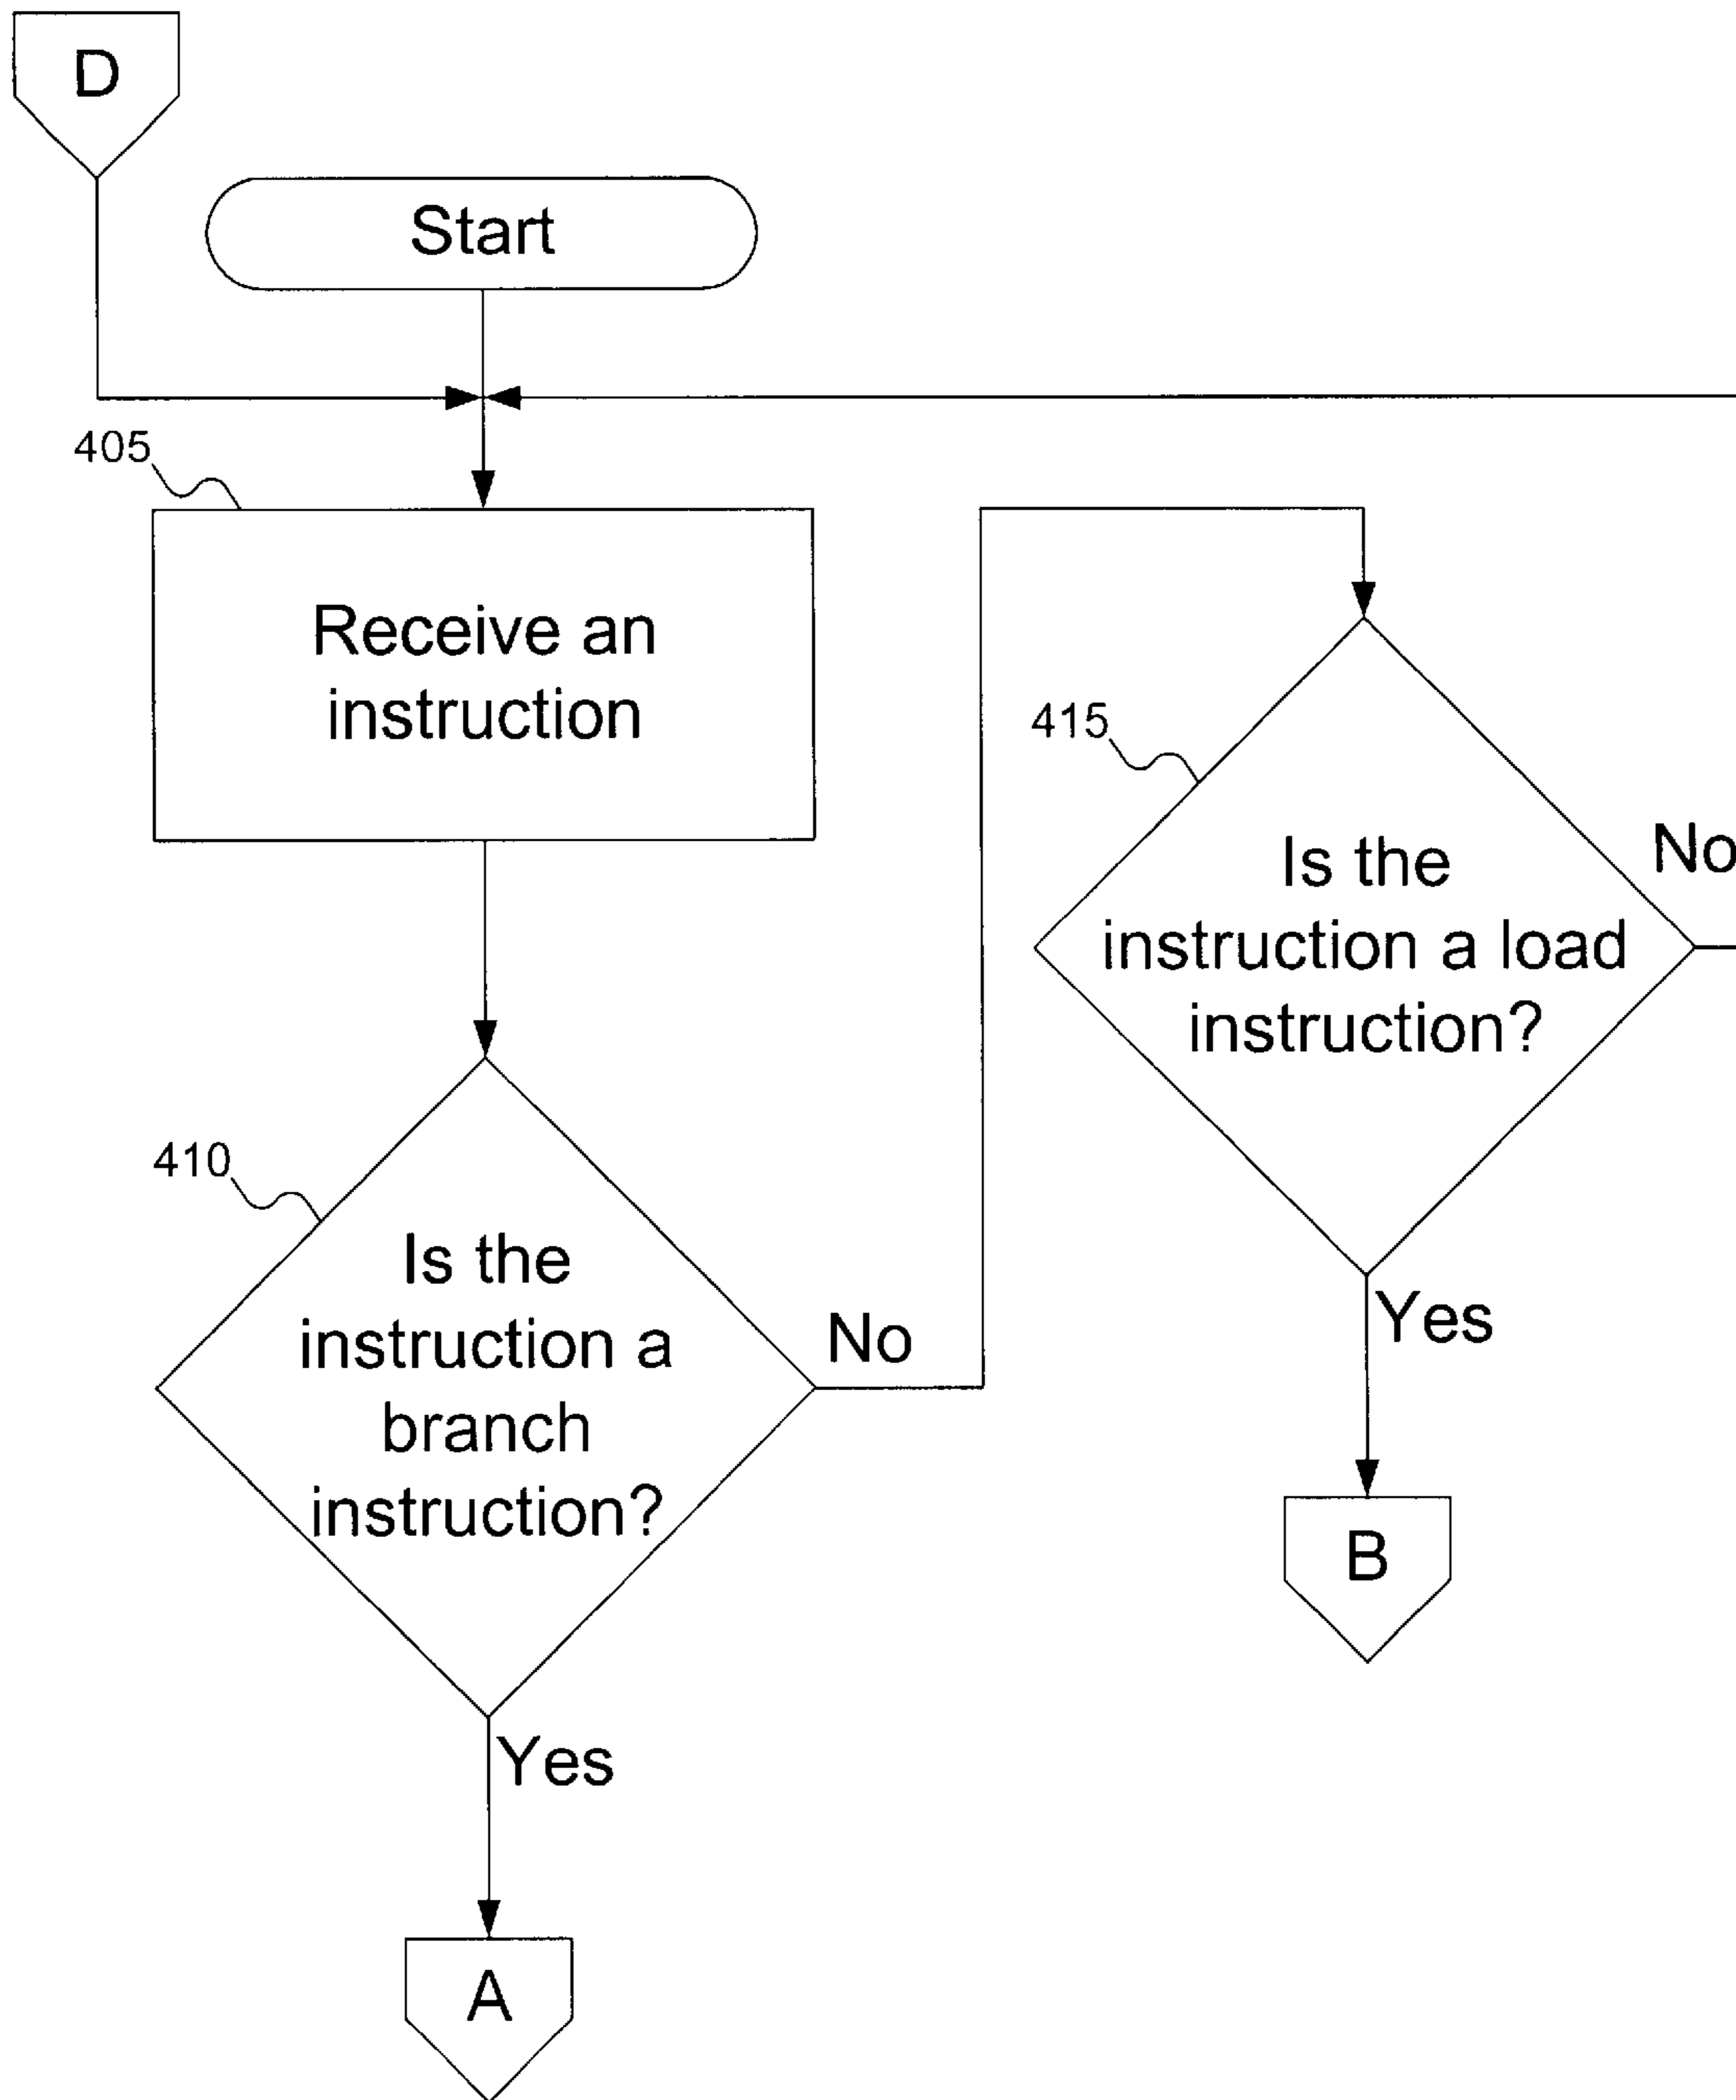 D
Start
405
Receive an
instruction
415
Is the
instruction a load
instruction?
No
Yes
B
410
Is the
instruction a
branch
instruction?
No
Yes
A